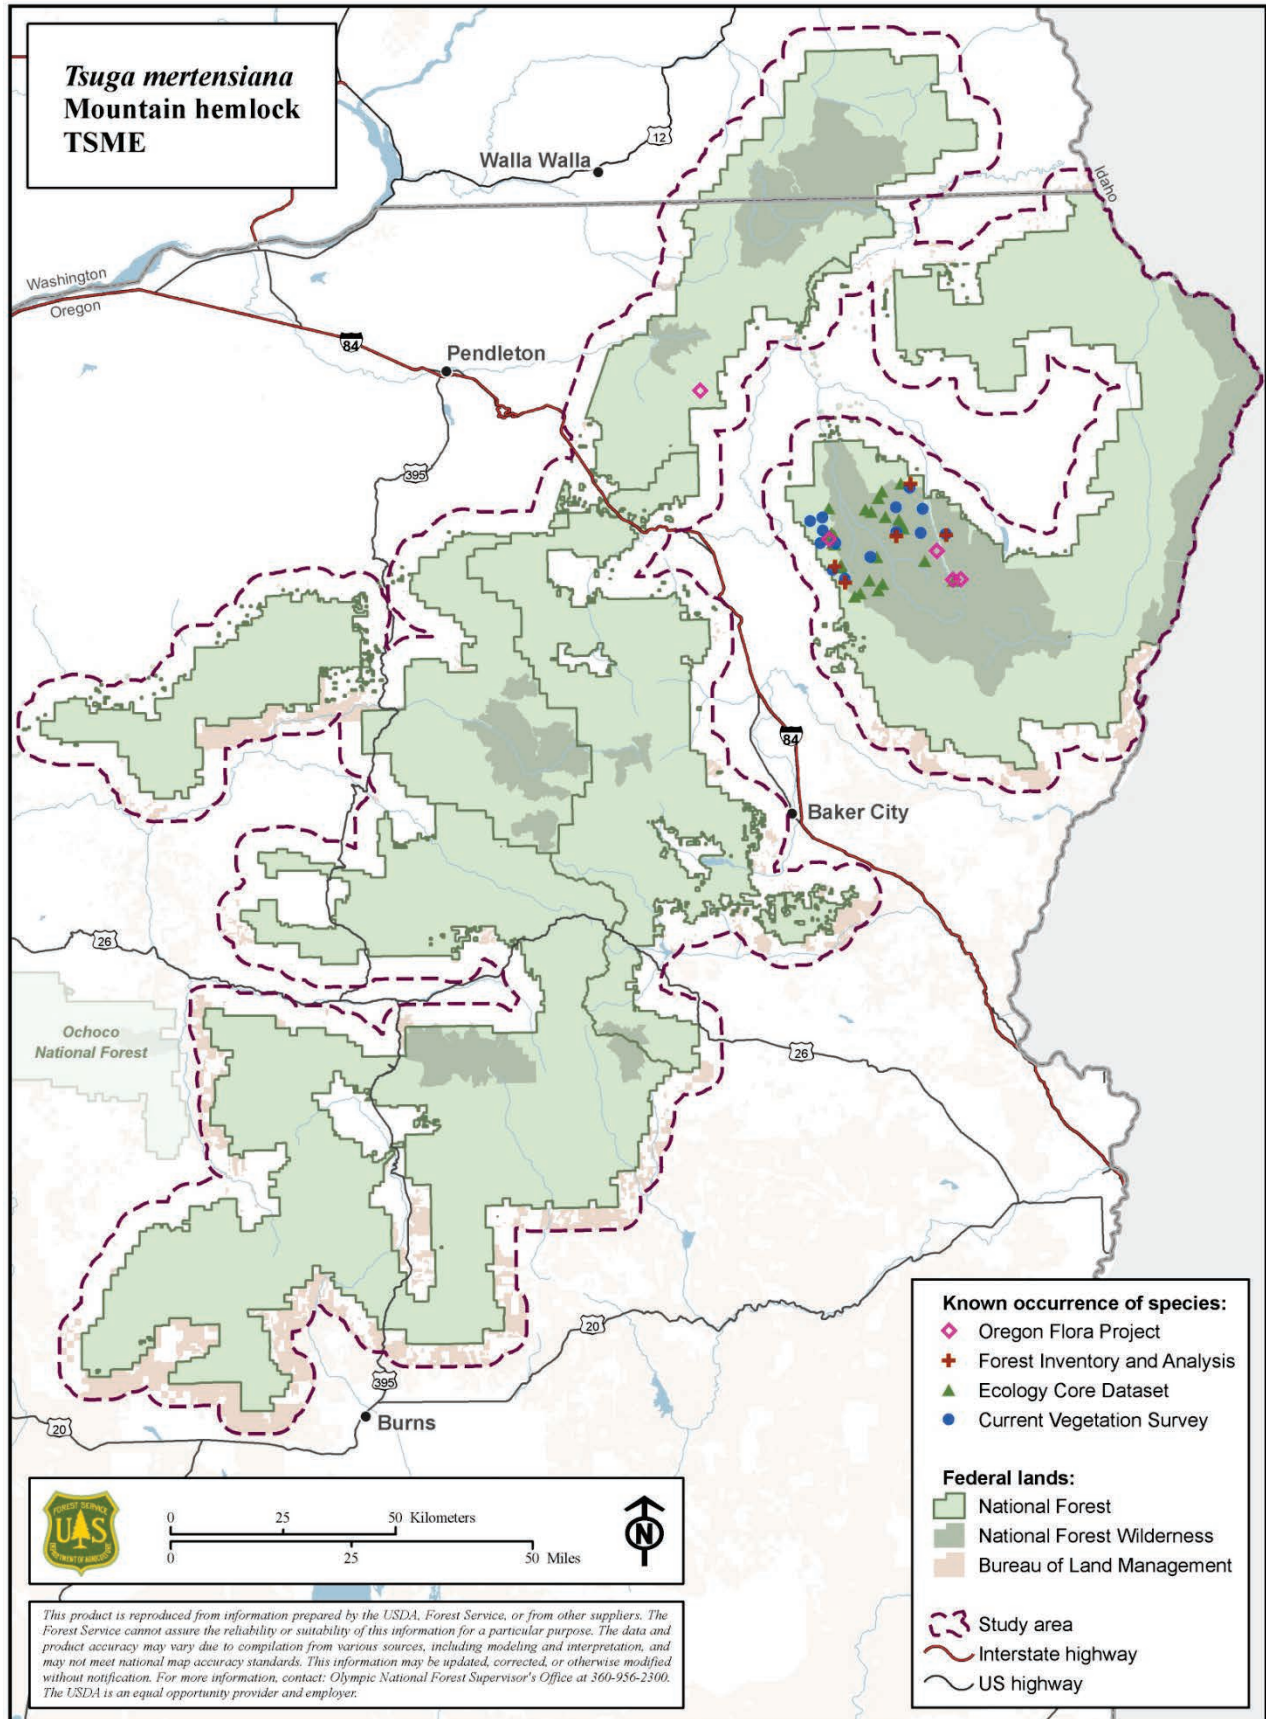 Tsuga mertensiana
Mountain hemlock
TSME
12
Walla Walla
Idaho
Washington
Oregon
84
Pendleton
395
84
Baker City
26
Ochoco
National Forest
26
20
395
Burns
20
Known occurrence of species:
Oregon Flora Project
Forest Inventory and Analysis
Ecology Core Dataset
Current Vegetation Survey
Federal lands:
National Forest
National Forest Wilderness
Bureau of Land Management
Study area
Interstate highway
US highway
FOREST SERVICE
U S
DEPARTMENT OF AGRICULTURE
0 25 50 Kilometers
0 25 50 Miles
N
This product is reproduced from information prepared by the USDA, Forest Service, or from other suppliers. The
Forest Service cannot assure the reliability or suitability of this information for a particular purpose. The data and
product accuracy may vary due to compilation from various sources, including modeling and interpretation, and
may not meet national map accuracy standards. This information may be updated, corrected, or otherwise modified
without notification. For more information, contact: Olympic National Forest Supervisor's Office at 360-956-2300.
The USDA is an equal opportunity provider and employer.